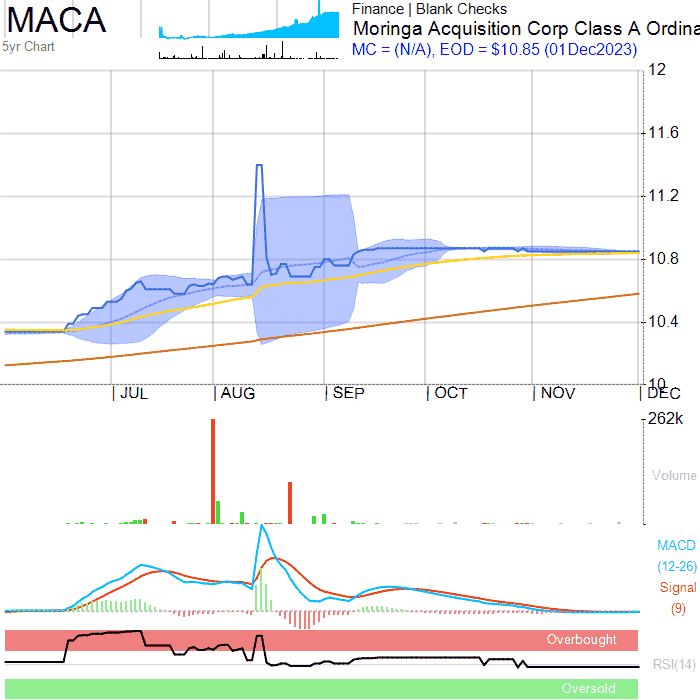 MACA
5yr Chart
Finance | Blank Checks
Moringa Acquisition Corp Class A Ordina
MC = (N/A), EOD = $10.85 (01Dec2023)
12
11.6
11.2
10.8
10.4
10
JUL
AUG
SEP
OCT
NOV
DEC
262k
Volume
MACD
(12-26)
Signal
(9)
Overbought
RSI(14)
Oversold